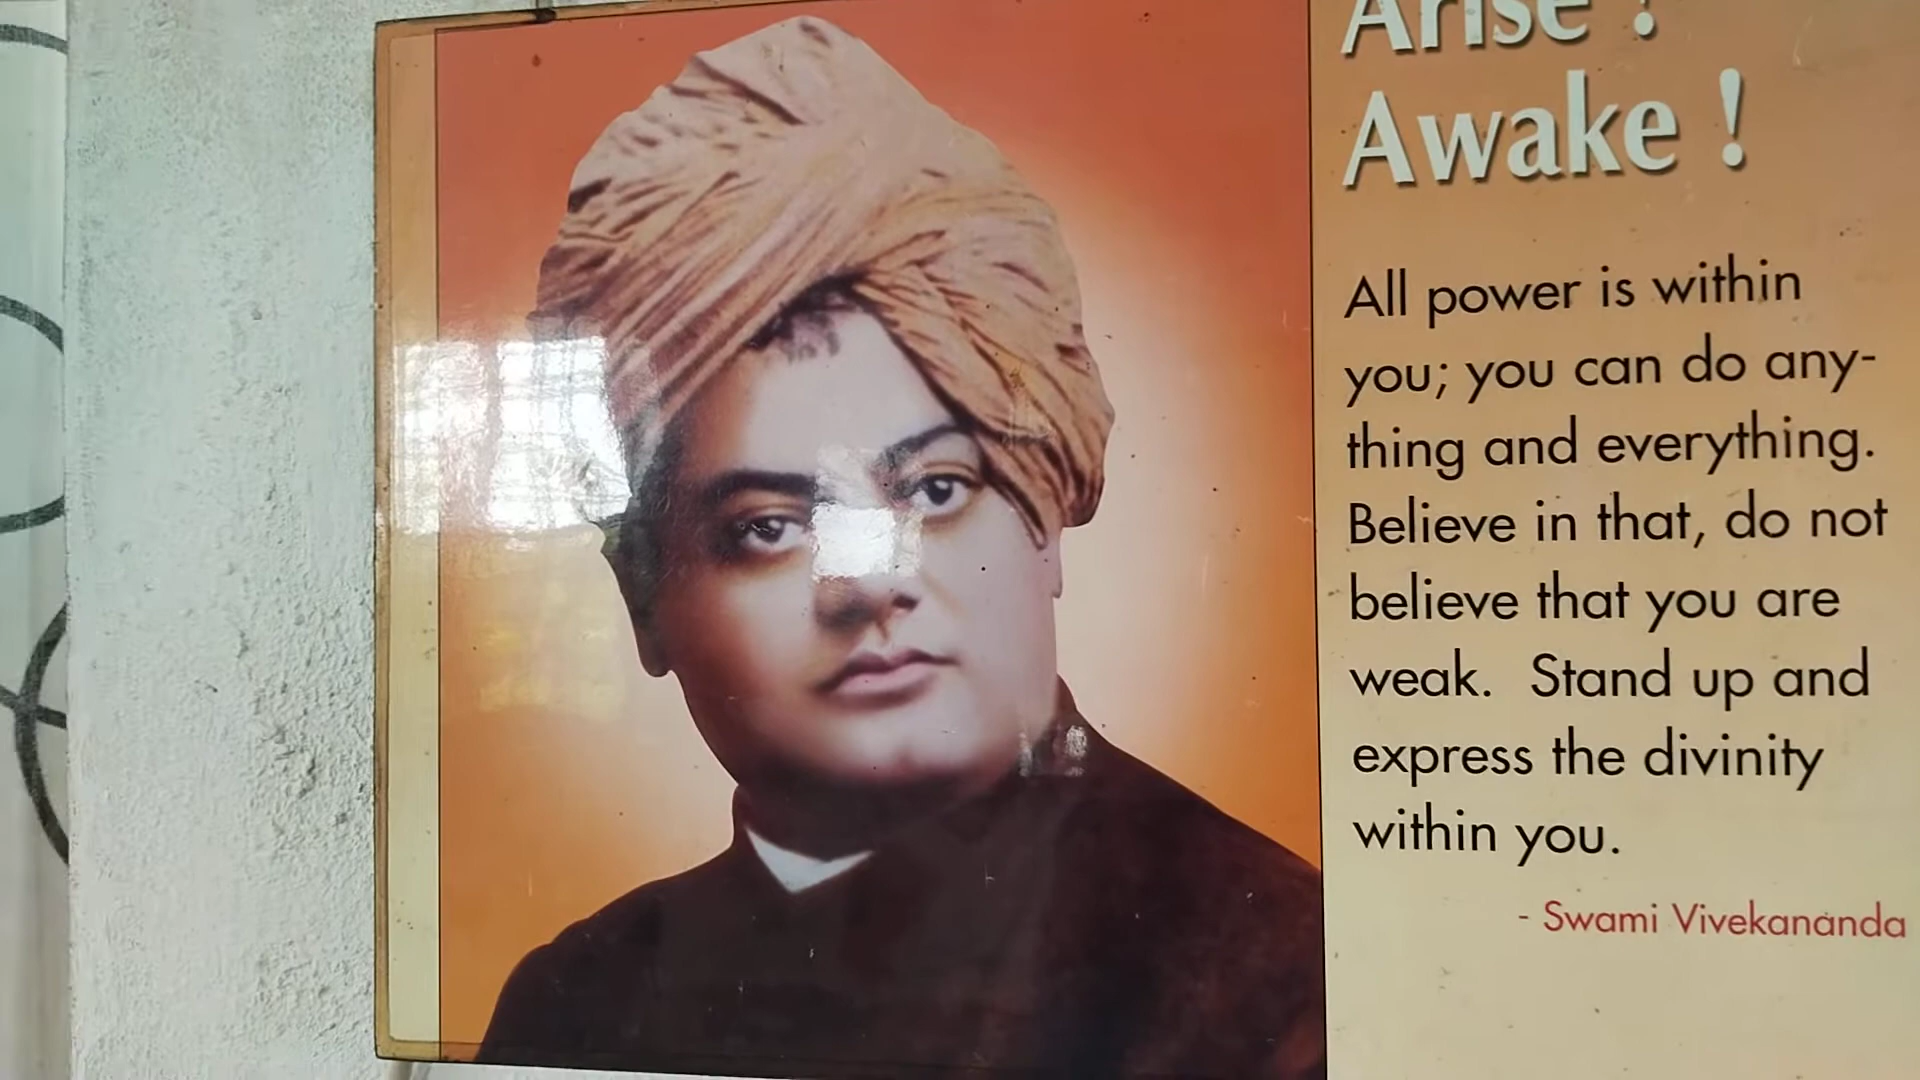 Arise !
Awake !
All power is within
you; you can do any-
thing and everything.
Believe in that, do not
believe that you are
weak. Stand up and
express the divinity
within you.
- Swami Vivekananda